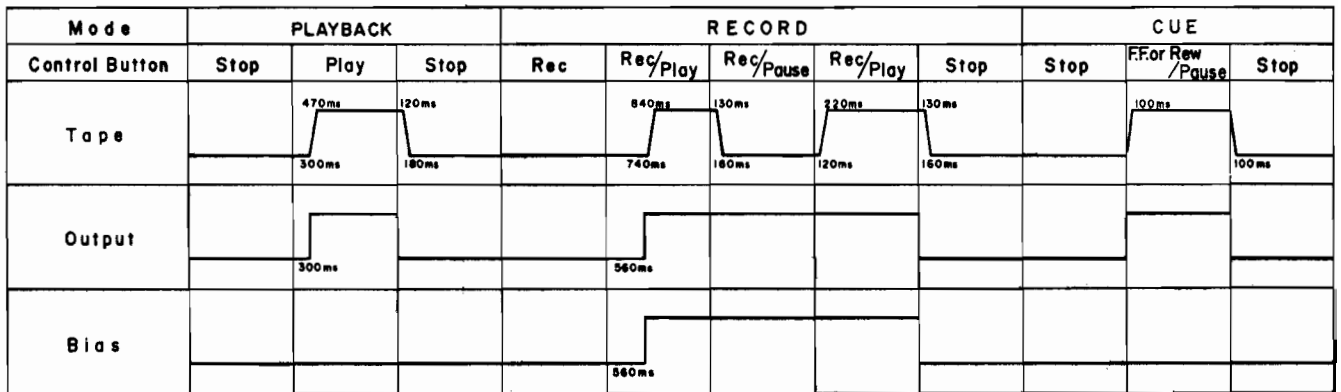 Mode PLAYBACK RECORD CUE
Control Button Stop Play Stop Rec Rec/Play Rec/Pause Rec/Play Stop Stop F.F.or Rew/Pause Stop
470ms 120ms 840ms 130ms 220ms 130ms 100ms
Tape
300ms 180ms 740ms 160ms 120ms 160ms 100ms
Output
300ms 560ms
Bias
560ms